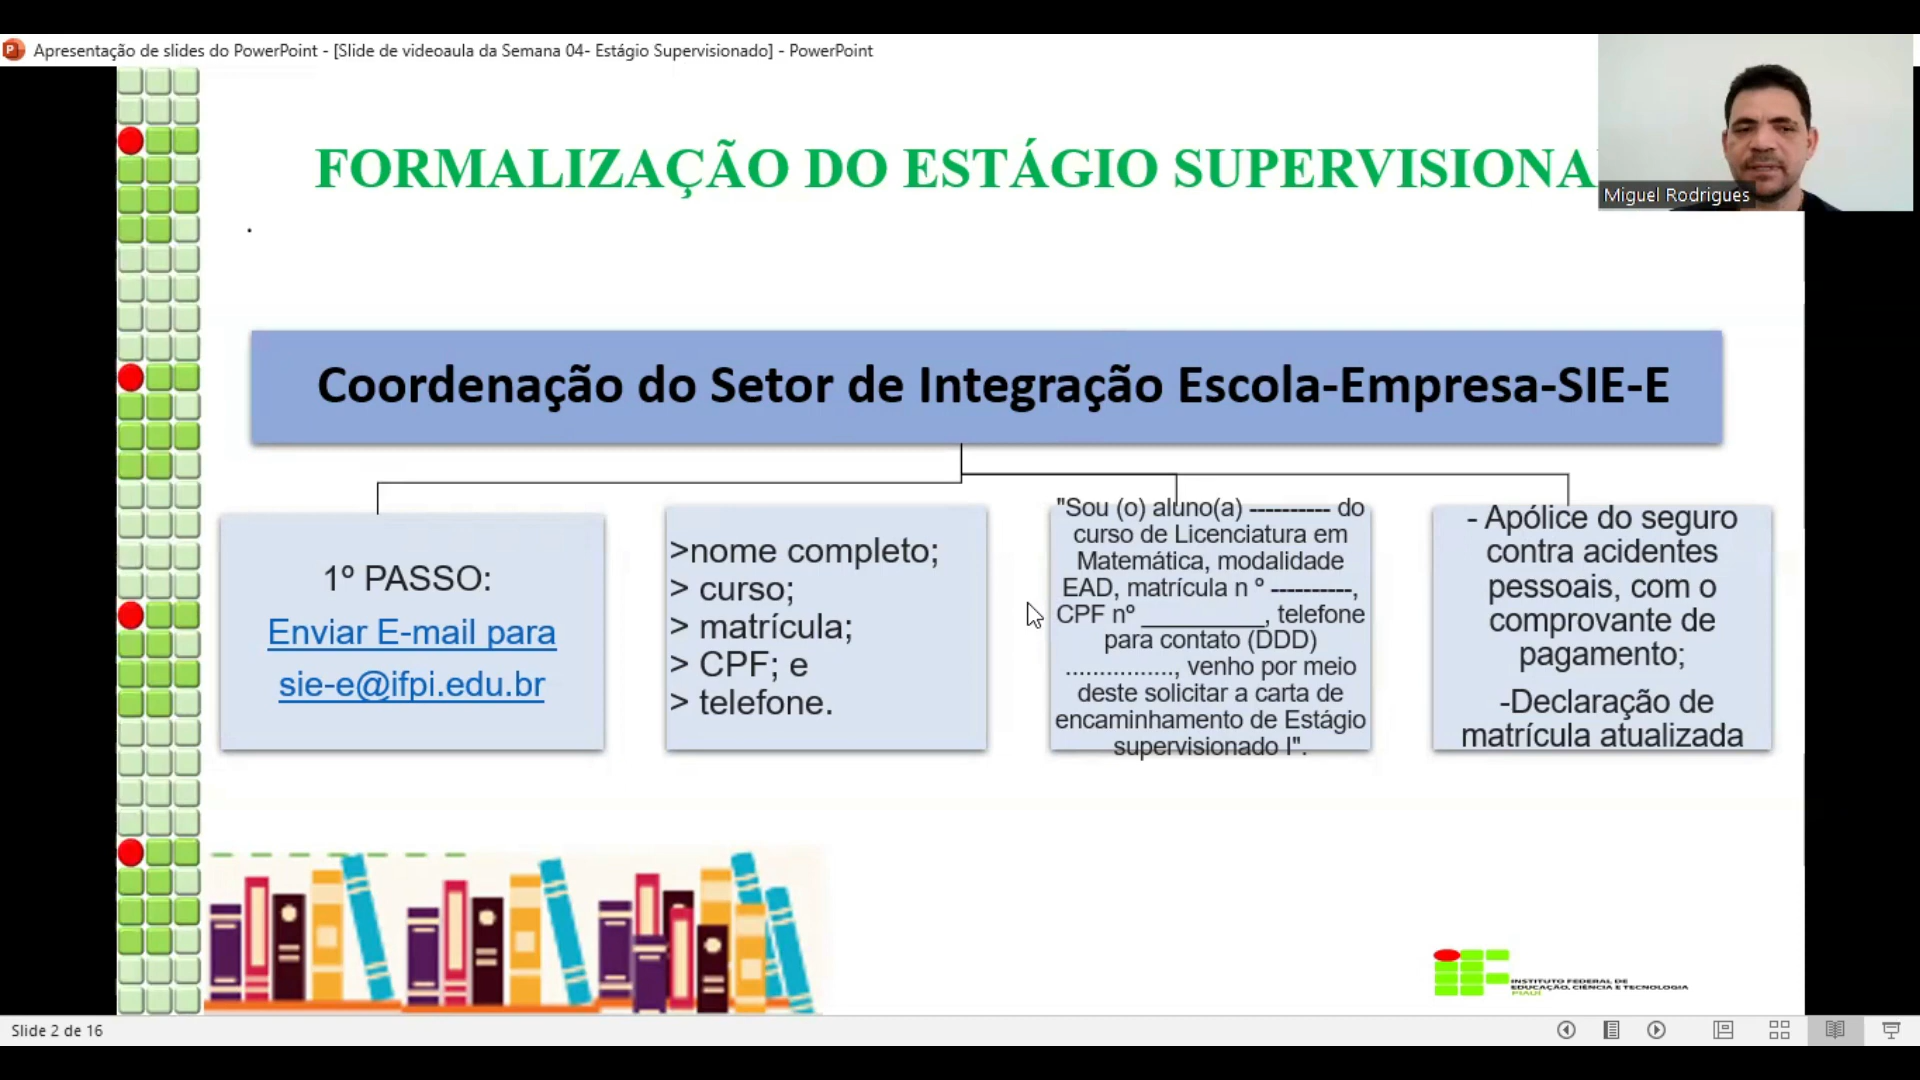 Apresentação de slides do PowerPoint - [Slide de videoaula da Semana 04- Estágio Supervisionado] - PowerPoint
FORMALIZAÇÃO DO ESTÁGIO SUPERVISIONA
Miguel Rodrigues
.
Coordenação do Setor de Integração Escola-Empresa-SIE-E
1º PASSO:
Enviar E-mail para
sie-e@ifpi.edu.br
>nome completo;
> curso;
> matrícula;
> CPF; e
> telefone.
"Sou (o) aluno(a) ---------- do
curso de Licenciatura em
Matemática, modalidade
EAD, matrícula n º ----------,
CPF nº _________, telefone
para contato (DDD)
................, venho por meio
deste solicitar a carta de
encaminhamento de Estágio
supervisionado I".
- Apólice do seguro
contra acidentes
pessoais, com o
comprovante de
pagamento;
-Declaração de
matrícula atualizada
INSTITUTO FEDERAL DE
EDUCAÇÃO, CIÊNCIA E TECNOLOGIA
PIAUÍ
Slide 2 de 16